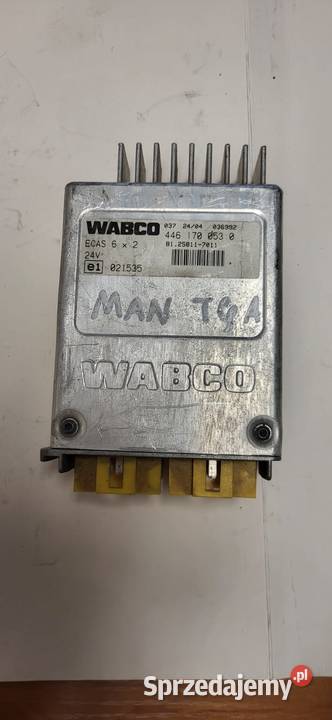 WABCO 037 24/04 036992
446 170 053 0
ECAS 6 x 2 81.25811-7011
24V
e1 021535
MAN TGA
WABCO
Sprzedajemy.pl